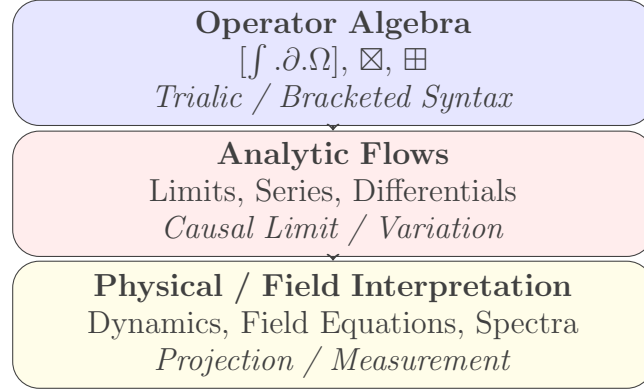 Operator Algebra
[∫ .∂.Ω], ⊠, ⊞
Trialic / Bracketed Syntax
Analytic Flows
Limits, Series, Differentials
Causal Limit / Variation
Physical / Field Interpretation
Dynamics, Field Equations, Spectra
Projection / Measurement